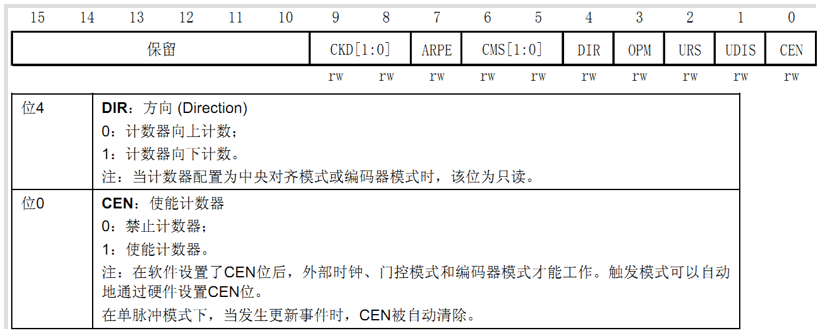 15 14 13 12 11 10 9 8 7 6 5 4 3 2 1 0
保留 CKD[1:0] ARPE CMS[1:0] DIR OPM URS UDIS CEN
rw rw rw rw rw rw rw rw rw rw
位4 DIR：方向 (Direction)
0：计数器向上计数；
1：计数器向下计数。
注：当计数器配置为中央对齐模式或编码器模式时，该位为只读。
位0 CEN：使能计数器
0：禁止计数器；
1：使能计数器。
注：在软件设置了CEN位后，外部时钟、门控模式和编码器模式才能工作。触发模式可以自动
地通过硬件设置CEN位。
在单脉冲模式下，当发生更新事件时，CEN被自动清除。